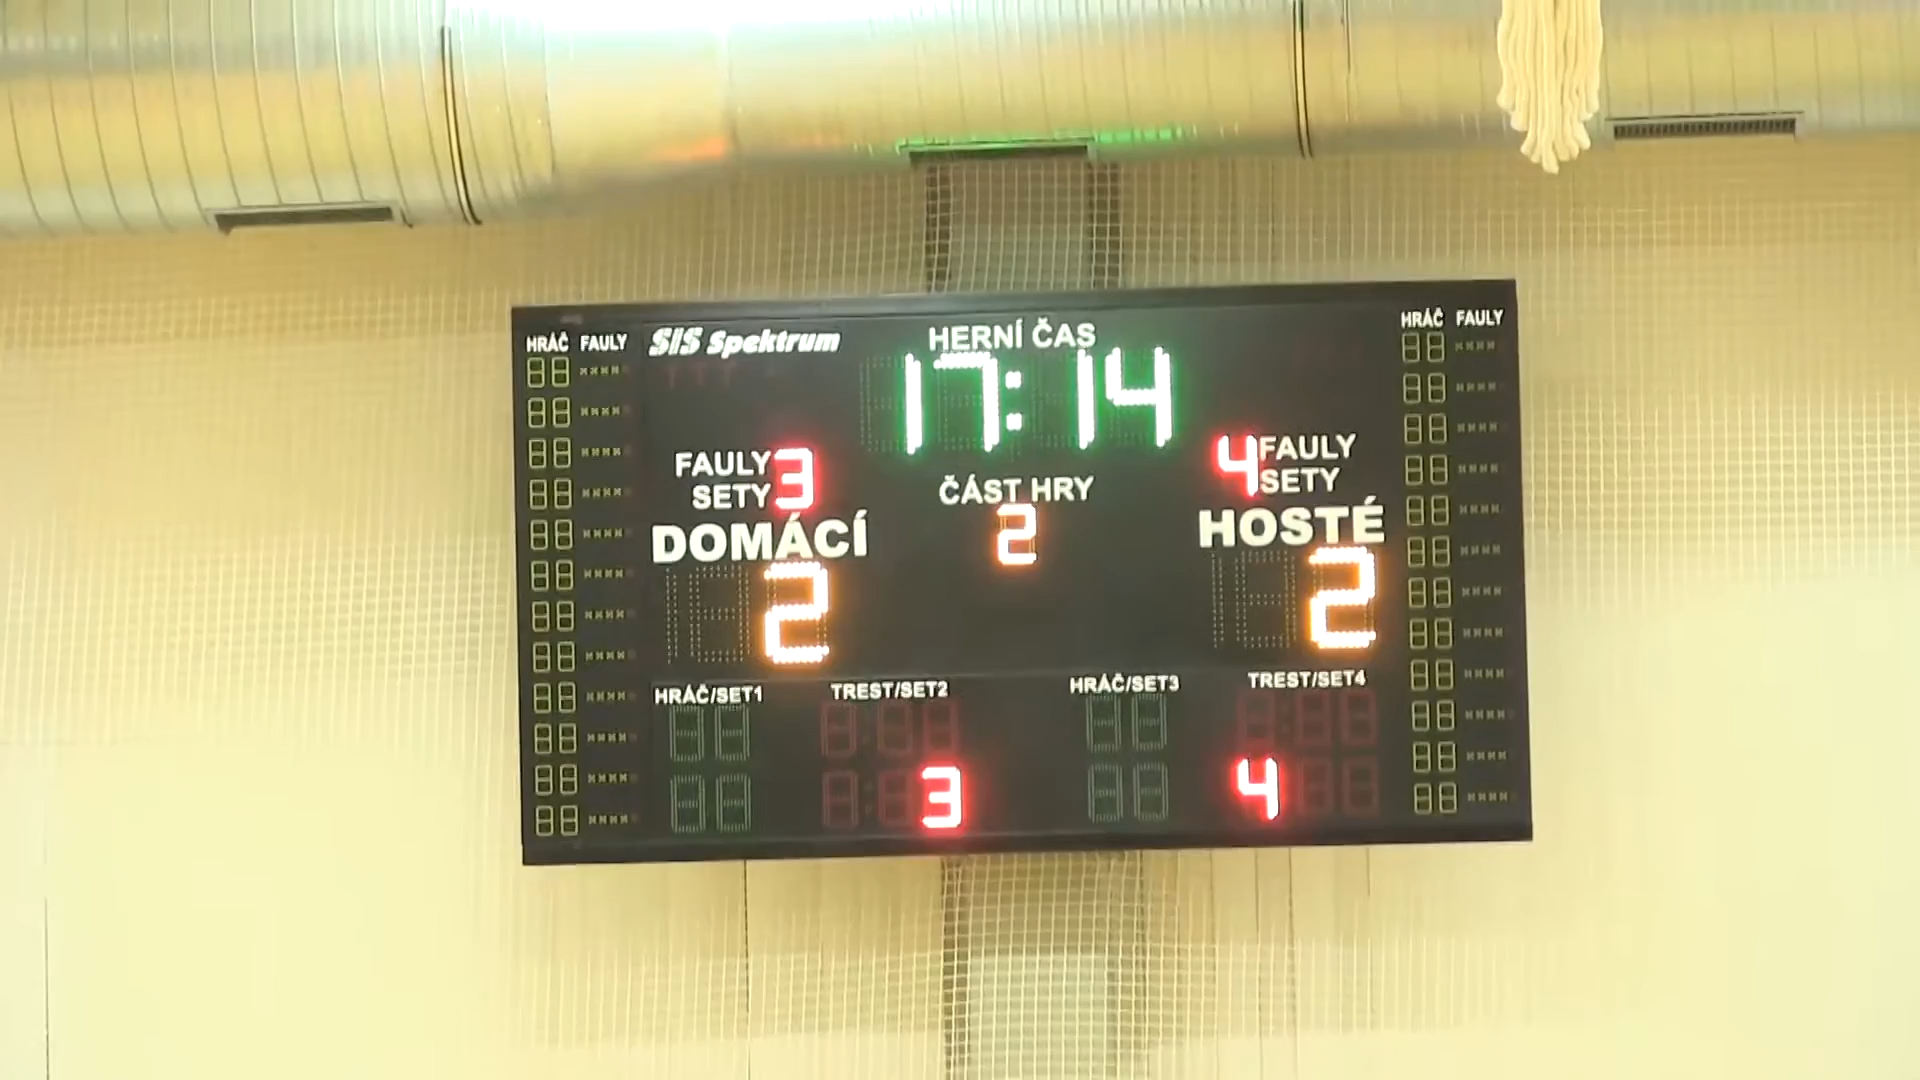 HRÁČ FAULY
SIS Spektrum
HERNÍ ČAS
17:14
HRÁČ FAULY
FAULY
SETY
3
ČÁST HRY
2
4
FAULY
SETY
DOMÁCÍ
2
HOSTÉ
2
HRÁČ/SET1
TREST/SET2
HRÁČ/SET3
TREST/SET4
3
4